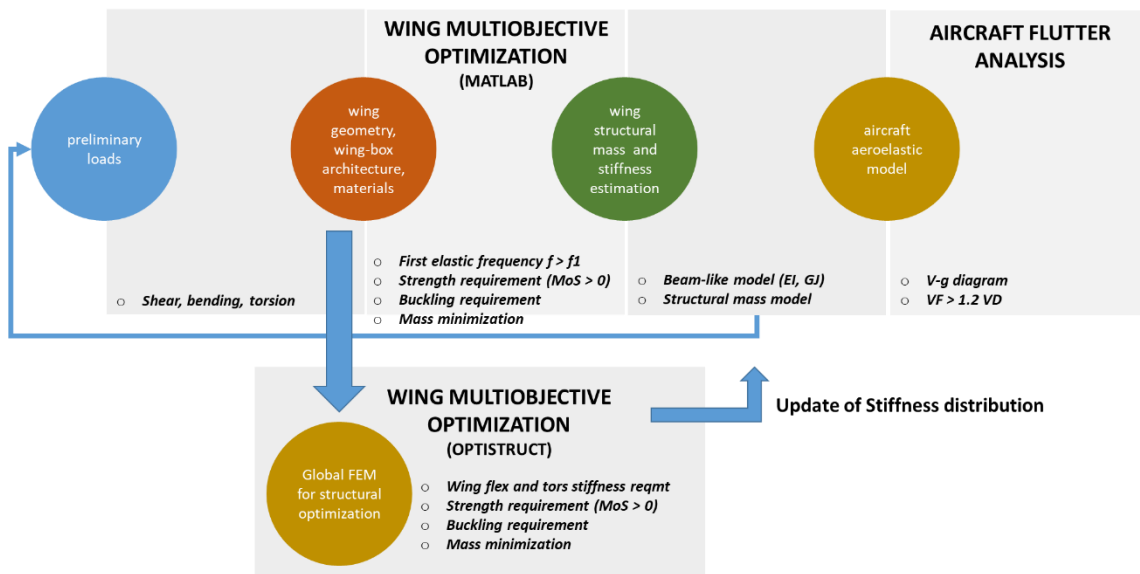 WING MULTIOBJECTIVE
OPTIMIZATION
(MATLAB)
AIRCRAFT FLUTTER
ANALYSIS
preliminary
loads
wing
geometry,
wing-box
architecture,
materials
wing
structural
mass and
stiffness
estimation
aircraft
aeroelastic
model
o Shear, bending, torsion
o First elastic frequency f > f1
o Strength requirement (MoS > 0)
o Buckling requirement
o Mass minimization
o Beam-like model (EI, GJ)
o Structural mass model
o V-g diagram
o VF > 1.2 VD
WING MULTIOBJECTIVE
OPTIMIZATION
(OPTISTRUCT)
Global FEM
for structural
optimization
o Wing flex and tors stiffness reqmt
o Strength requirement (MoS > 0)
o Buckling requirement
o Mass minimization
Update of Stiffness distribution